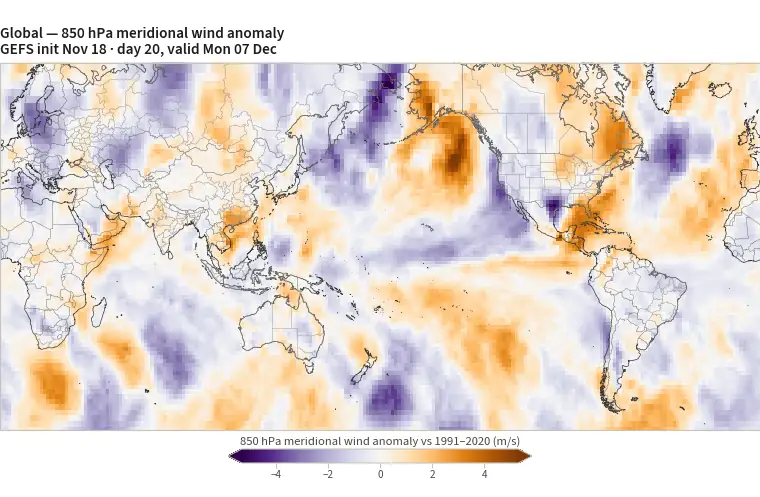 Global — 850 hPa meridional wind anomaly
GEFS init Nov 18 · day 20, valid Mon 07 Dec
850 hPa meridional wind anomaly vs 1991–2020 (m/s)
−4 −2 0 2 4